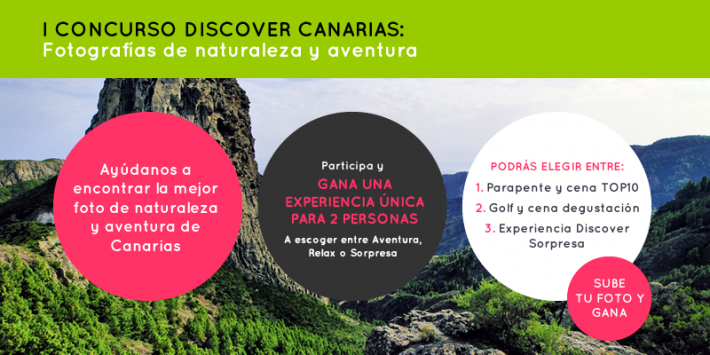 I CONCURSO DISCOVER CANARIAS:
Fotografías de naturaleza y aventura
Ayúdanos a
encontrar la mejor
foto de naturaleza
y aventura de
Canarias
Participa y
GANA UNA
EXPERIENCIA ÚNICA
PARA 2 PERSONAS
A escoger entre Aventura,
Relax o Sorpresa
PODRÁS ELEGIR ENTRE:
1. Parapente y cena TOP10
2. Golf y cena degustación
3. Experiencia Discover
Sorpresa
SUBE
TU FOTO Y
GANA